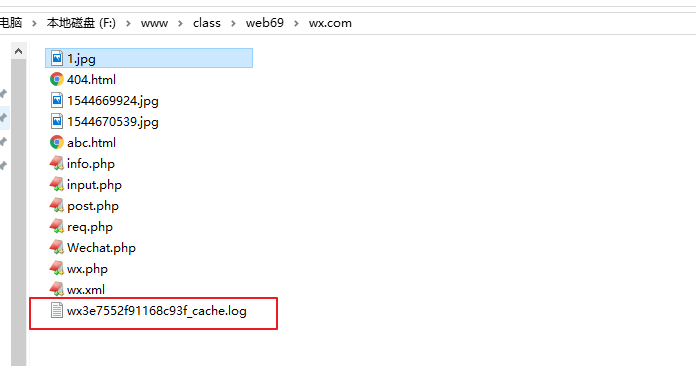 电脑 > 本地磁盘 (F:) > www > class > web69 > wx.com
1.jpg
404.html
1544669924.jpg
1544670539.jpg
abc.html
info.php
input.php
post.php
req.php
Wechat.php
wx.php
wx.xml
wx3e7552f91168c93f_cache.log